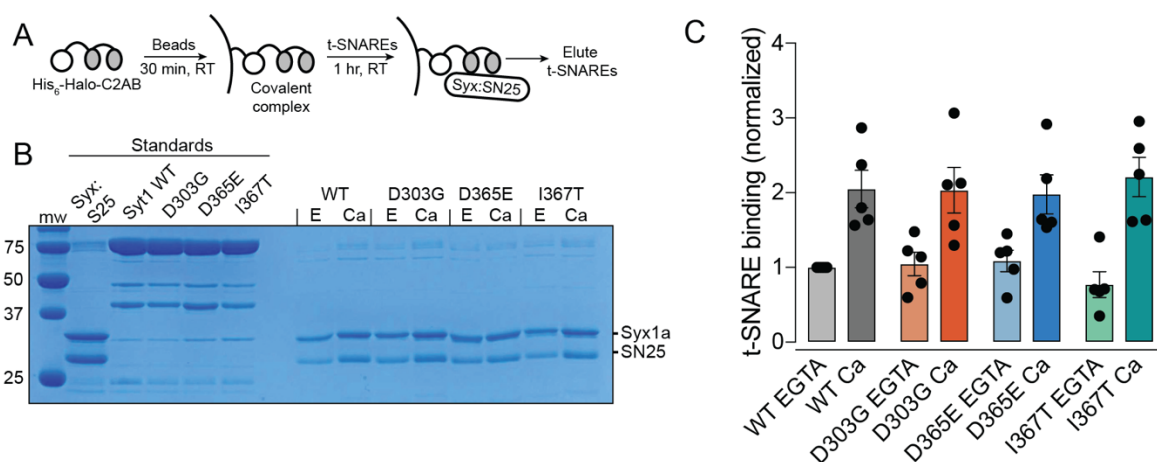 A
His6-Halo-C2AB
Beads
30 min, RT
Covalent
complex
t-SNAREs
1 hr, RT
Syx:SN25
Elute
t-SNAREs
B
Standards
mw
Syx:
S25
Syt1 WT
D303G
D365E
I367T
WT
D303G
D365E
I367T
E
Ca
E
Ca
E
Ca
E
Ca
75
50
37
25
Syx1a
SN25
C
t-SNARE binding (normalized)
4
3
2
1
0
WT EGTA
WT Ca
D303G EGTA
D303G Ca
D365E EGTA
D365E Ca
I367T EGTA
I367T Ca